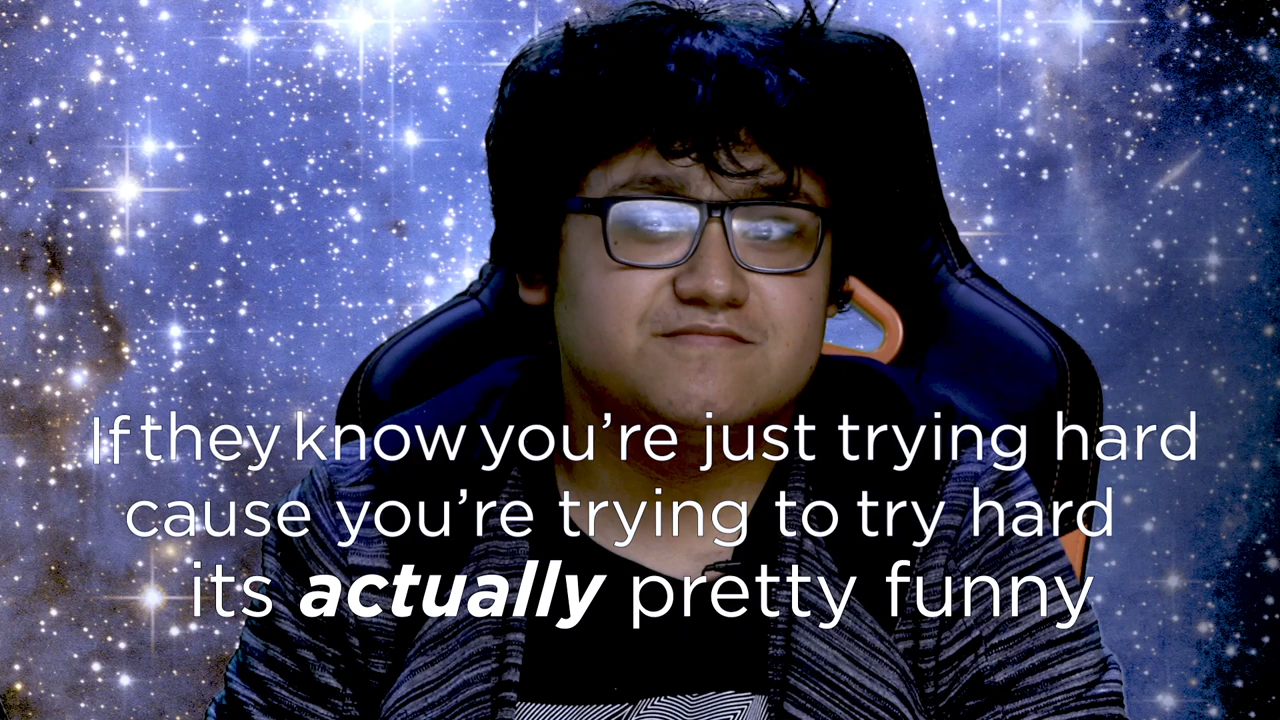 If they know you’re just trying hard
cause you’re trying to try hard
its actually pretty funny